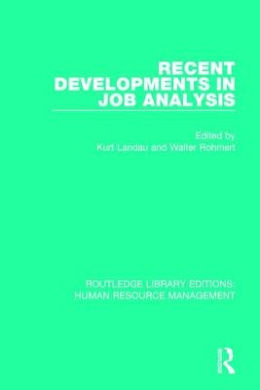 RECENT
DEVELOPMENTS IN
JOB ANALYSIS
Edited by
Kurt Landau and Walter Rohmert
ROUTLEDGE LIBRARY EDITIONS:
HUMAN RESOURCE MANAGEMENT